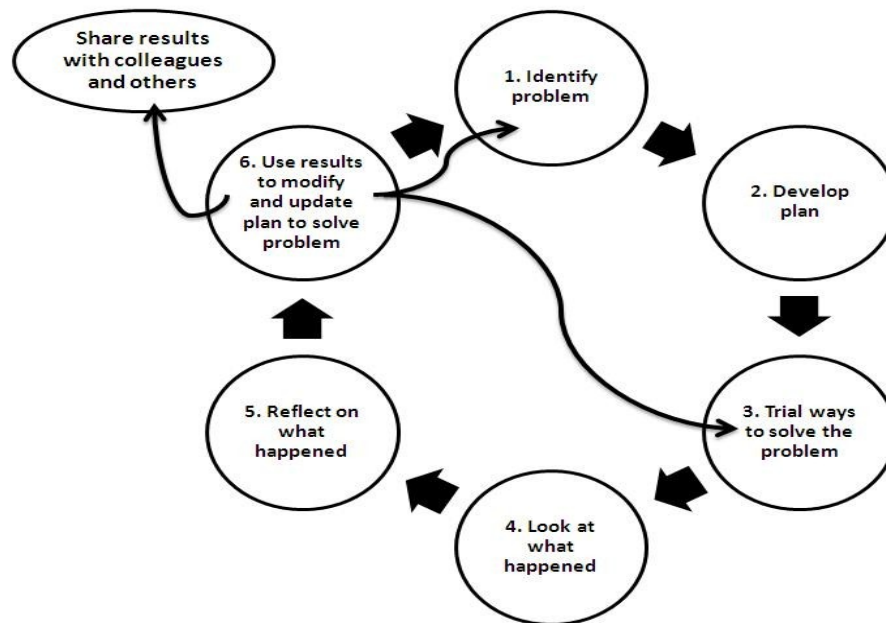 Share results
with colleagues
and others
1. Identify
problem
2. Develop
plan
3. Trial ways
to solve the
problem
4. Look at
what
happened
5. Reflect on
what
happened
6. Use results
to modify
and update
plan to solve
problem